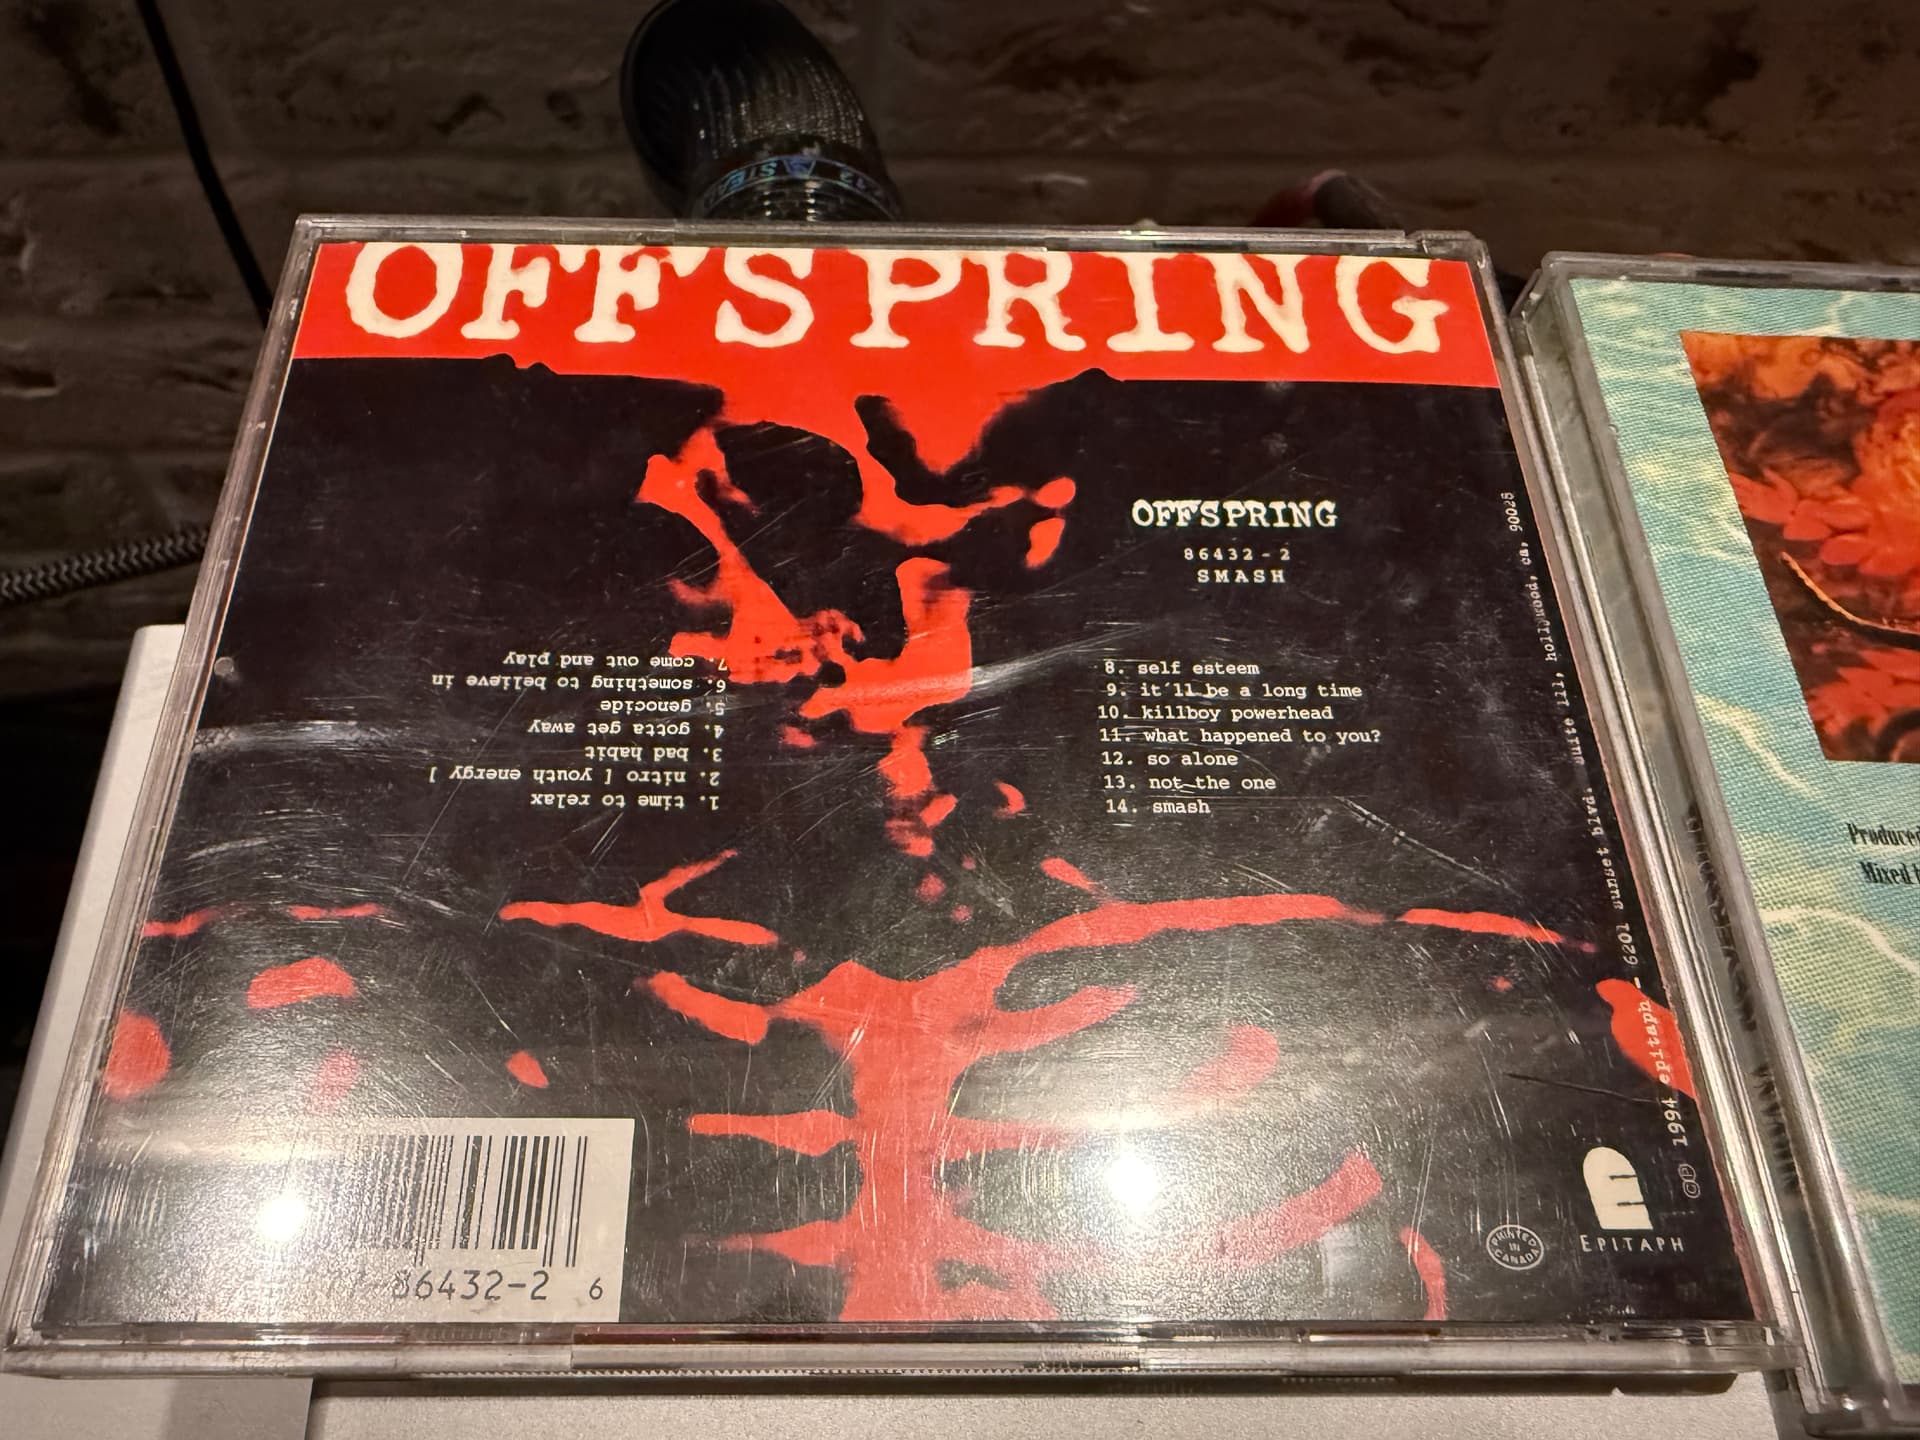 OFFSPRING
OFFSPRING
86432-2
SMASH
1. time to relax
2. nitro [ youth energy ]
3. bad habit
4. gotta get away
5. genocide
6. something to believe in
7. come out and play
8. self esteem
9. it´ll be a long time
10. killboy powerhead
11. what happened to you?
12. so alone
13. not the one
14. smash
©℗ 1994 epitaph - 6201 sunset blvd. suite 111, hollywood, ca, 90028
86432-2 6
PRINTED IN CANADA
EPITAPH
Mixed